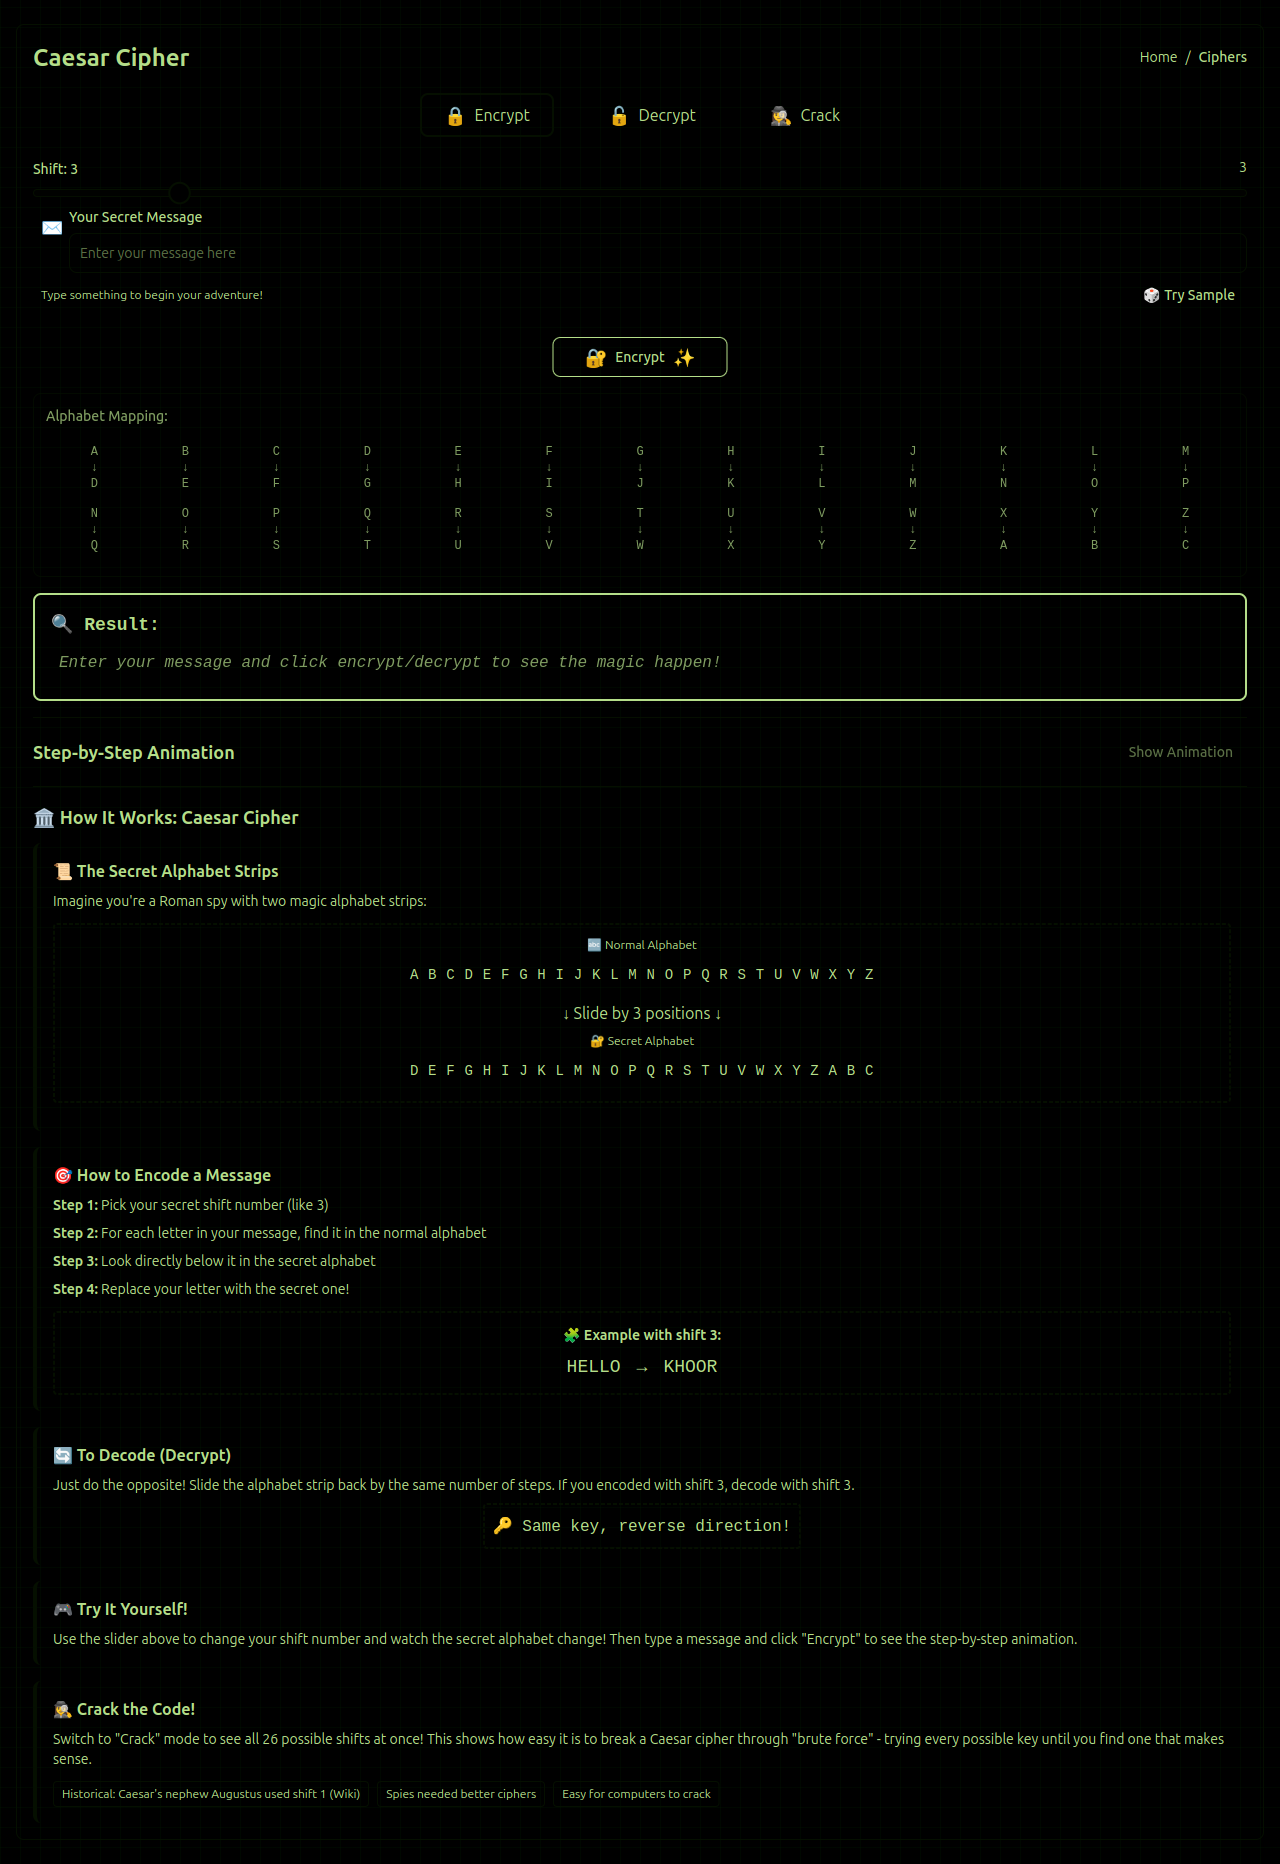 Caesar Cipher
Home / Ciphers
🔒 Encrypt
🔓 Decrypt
🕵️ Crack
Shift: 3
3
✉️ Your Secret Message
Enter your message here
Type something to begin your adventure!
🎲 Try Sample
🔐 Encrypt ✨
Alphabet Mapping:
A B C D E F G H I J K L M
↓ ↓ ↓ ↓ ↓ ↓ ↓ ↓ ↓ ↓ ↓ ↓ ↓
D E F G H I J K L M N O P
N O P Q R S T U V W X Y Z
↓ ↓ ↓ ↓ ↓ ↓ ↓ ↓ ↓ ↓ ↓ ↓ ↓
Q R S T U V W X Y Z A B C
🔍 Result:
Enter your message and click encrypt/decrypt to see the magic happen!
Step-by-Step Animation
Show Animation
🏛️ How It Works: Caesar Cipher
📜 The Secret Alphabet Strips
Imagine you're a Roman spy with two magic alphabet strips:
🔤 Normal Alphabet
A B C D E F G H I J K L M N O P Q R S T U V W X Y Z
↓ Slide by 3 positions ↓
🔐 Secret Alphabet
D E F G H I J K L M N O P Q R S T U V W X Y Z A B C
🎯 How to Encode a Message
Step 1: Pick your secret shift number (like 3)
Step 2: For each letter in your message, find it in the normal alphabet
Step 3: Look directly below it in the secret alphabet
Step 4: Replace your letter with the secret one!
🧩 Example with shift 3:
HELLO → KHOOR
🔄 To Decode (Decrypt)
Just do the opposite! Slide the alphabet strip back by the same number of steps. If you encoded with shift 3, decode with shift 3.
🔑 Same key, reverse direction!
🎮 Try It Yourself!
Use the slider above to change your shift number and watch the secret alphabet change! Then type a message and click "Encrypt" to see the step-by-step animation.
🕵️ Crack the Code!
Switch to "Crack" mode to see all 26 possible shifts at once! This shows how easy it is to break a Caesar cipher through "brute force" - trying every possible key until you find one that makes
sense.
Historical: Caesar's nephew Augustus used shift 1 (Wiki)
Spies needed better ciphers
Easy for computers to crack